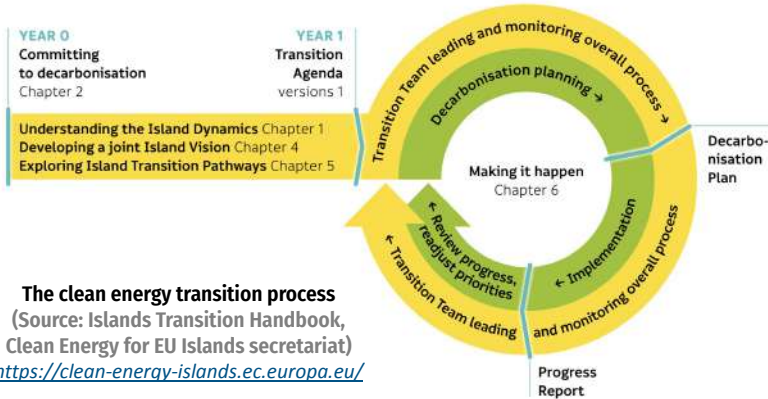 YEAR 0
Committing
to decarbonisation
Chapter 2
YEAR 1
Transition
Agenda
versions 1
Understanding the Island Dynamics Chapter 1
Developing a joint Island Vision Chapter 4
Exploring Island Transition Pathways Chapter 5
Transition Team leading and monitoring overall process →
Decarbonisation planning →
Decarbo-
nisation
Plan
Making it happen
Chapter 6
← Implementation
← Review progress,
readjust priorities
← Transition Team leading and monitoring overall process
Progress
Report
The clean energy transition process
(Source: Islands Transition Handbook,
Clean Energy for EU Islands secretariat)
https://clean-energy-islands.ec.europa.eu/